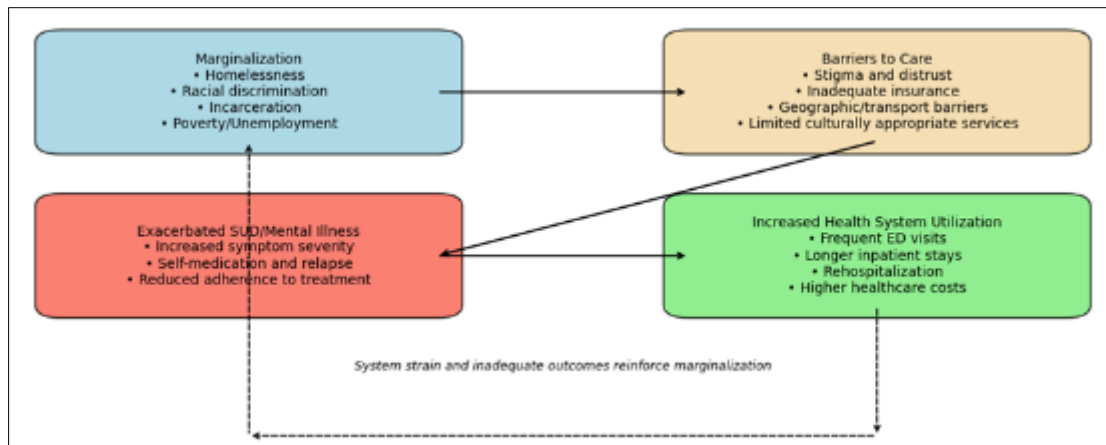 Marginalization
• Homelessness
• Racial discrimination
• Incarceration
• Poverty/Unemployment
Barriers to Care
• Stigma and distrust
• Inadequate insurance
• Geographic/transport barriers
• Limited culturally appropriate services
Exacerbated SUD/Mental Illness
• Increased symptom severity
• Self-medication and relapse
• Reduced adherence to treatment
Increased Health System Utilization
• Frequent ED visits
• Longer inpatient stays
• Rehospitalization
• Higher healthcare costs
System strain and inadequate outcomes reinforce marginalization